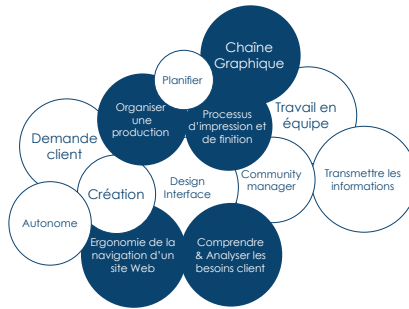 Chaîne
Graphique
Planifier
Organiser
une
production
Processus
d'impression et
de finition
Travail en
équipe
Demande
client
Création
Design
Interface
Community
manager
Transmettre les
informations
Autonome
Ergonomie de la
navigation d'un
site Web
Comprendre
& Analyser les
besoins client